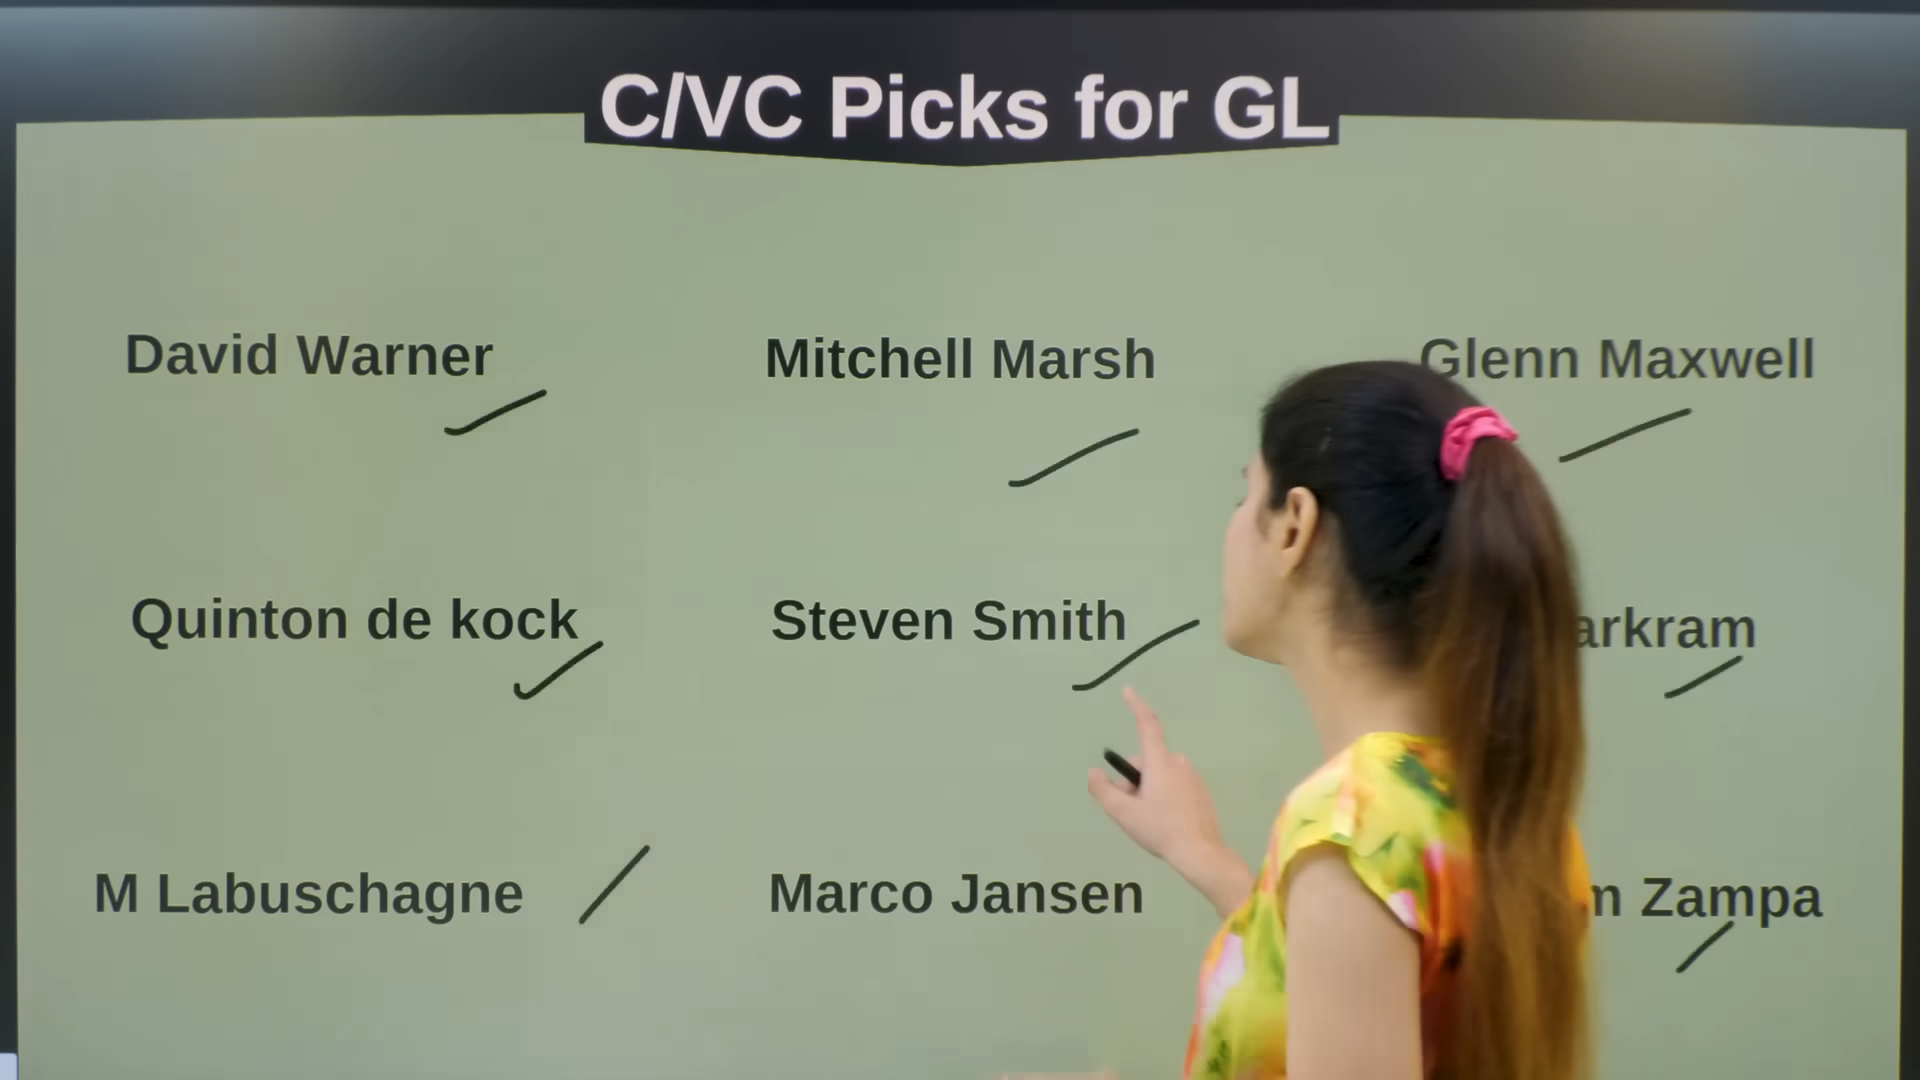 C/VC Picks for GL
David Warner Mitchell Marsh Glenn Maxwell
Quinton de kock Steven Smith arkram
M Labuschagne Marco Jansen m Zampa